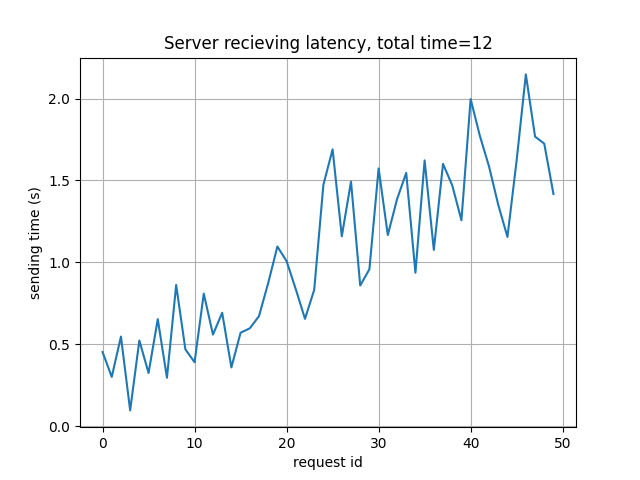 Server recieving latency, total time=12
sending time (s)
2.0
1.5
1.0
0.5
0.0
0 10 20 30 40 50
request id